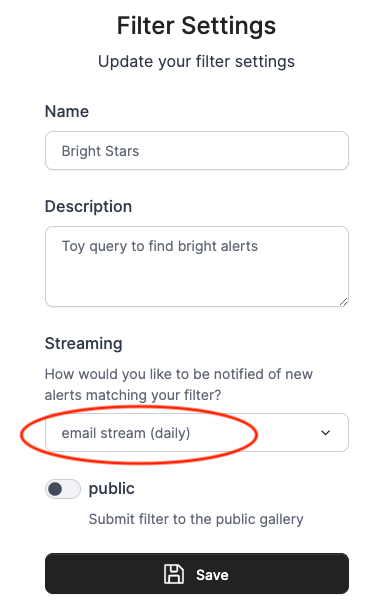 Filter Settings
Update your filter settings
Name
Bright Stars
Description
Toy query to find bright alerts
Streaming
How would you like to be notified of new
alerts matching your filter?
email stream (daily)
public
Submit filter to the public gallery
Save